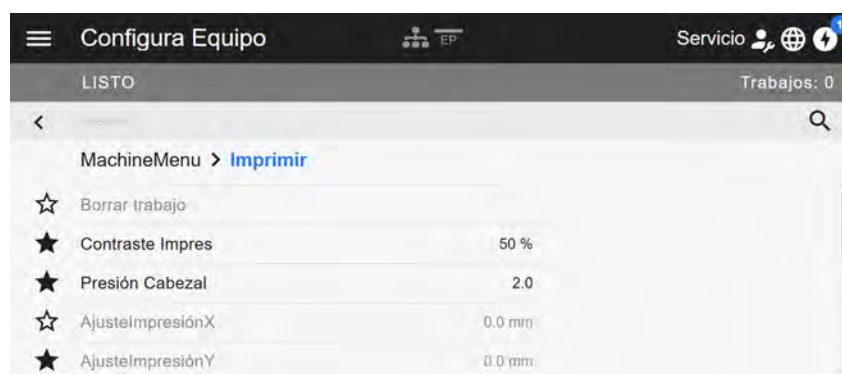 Configura Equipo EP Servicio 1
LISTO Trabajos: 0
MachineMenu > Imprimir
Borrar trabajo
Contraste Impres 50 %
Presión Cabezal 2.0
AjusteImpresiónX 0.0 mm
AjusteImpresiónY 0.0 mm